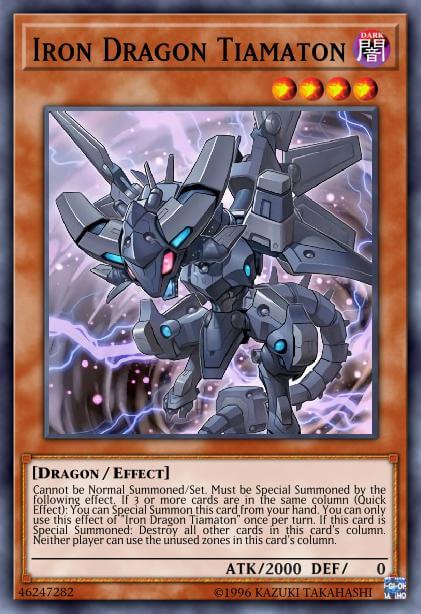 IRON DRAGON TIAMATON
DARK
闇
[DRAGON / EFFECT]
Cannot be Normal Summoned/Set. Must be Special Summoned by the
following effect. If 3 or more cards are in the same column (Quick
Effect): You can Special Summon this card from your hand. You can only
use this effect of "Iron Dragon Tiamaton" once per turn. If this card is
Special Summoned: Destroy all other cards in this card's column.
Neither player can use the unused zones in this card's column.
ATK/2000 DEF/ 0
46247282 ©1996 KAZUKI TAKAHASHI